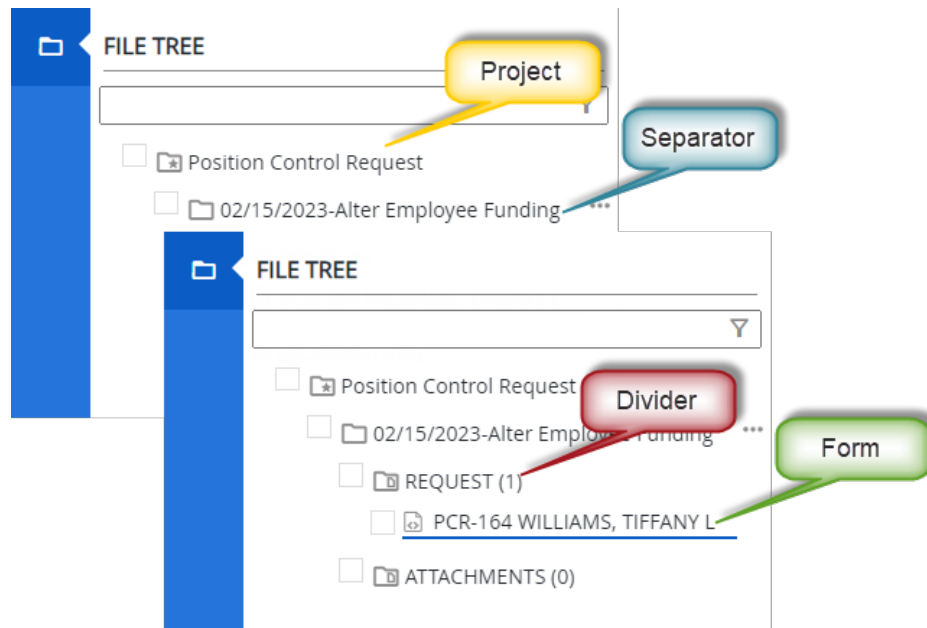 FILE TREE
Project
Separator
Position Control Request
02/15/2023-Alter Employee Funding
FILE TREE
Position Control Request
Divider
02/15/2023-Alter Employee Funding
Form
REQUEST (1)
PCR-164 WILLIAMS, TIFFANY L
ATTACHMENTS (0)